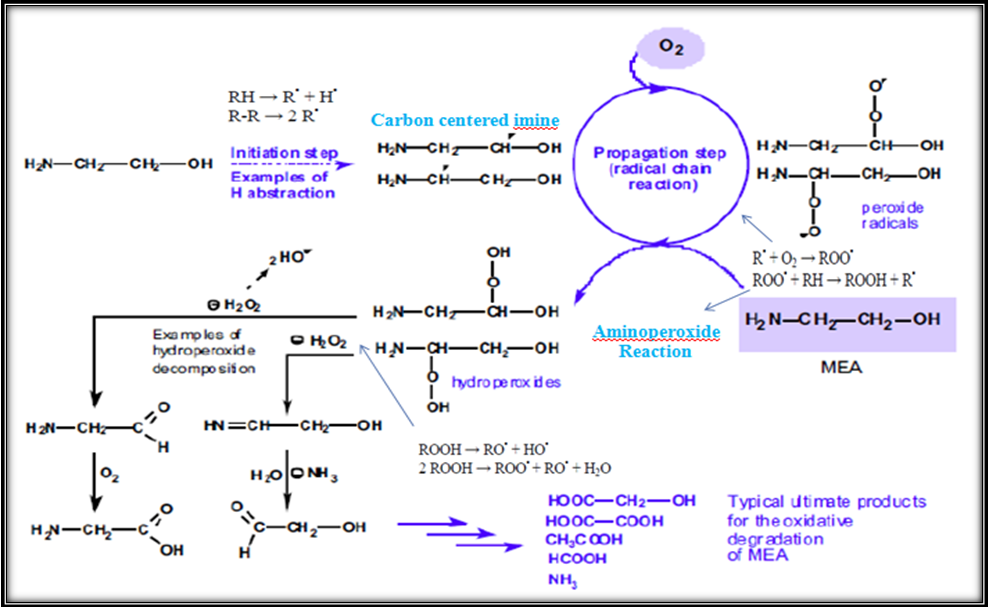 O2
RH → R• + H•
R-R → 2 R•
Carbon centered imine
H2N—CH2—CH2—OH
Initiation step
Examples of
H abstraction
H2N—CH2—CH•—OH
H2N—CH•—CH2—OH
Propagation step
(radical chain
reaction)
O•
O
H2N—CH2—CH—OH
H2N—CH—CH2—OH
O
•O
peroxide
radicals
R• + O2 → ROO•
ROO• + RH → ROOH + R•
H2N—CH2—CH2—OH
MEA
Aminoperoxide
Reaction
2 HO•
⊖ H2O2
Examples of
hydroperoxide
decomposition
⊖ H2O2
OH
O
H2N—CH2—CH—OH
H2N—CH—CH2—OH
O
OH
hydroperoxides
ROOH → RO• + HO•
2 ROOH → ROO• + RO• + H2O
H2N—CH2—C
O
H
HN=CH—CH2—OH
O2
H2O
⊖ NH3
H2N—CH2—C
O
OH
O
C—CH2—OH
H
HOOC—CH2—OH
HOOC—COOH
CH3COOH
HCOOH
NH3
Typical ultimate products
for the oxidative
degradation
of MEA